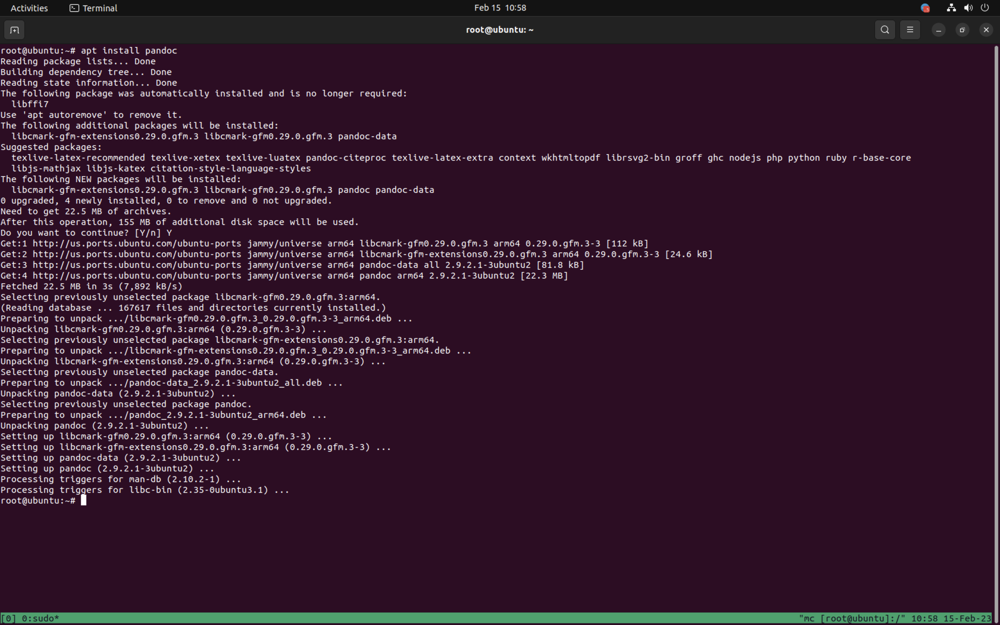 Activities Terminal Feb 15 10:58
root@ubuntu: ~
root@ubuntu:~# apt install pandoc
Reading package lists... Done
Building dependency tree... Done
Reading state information... Done
The following package was automatically installed and is no longer required:
  libffi7
Use 'apt autoremove' to remove it.
The following additional packages will be installed:
  libcmark-gfm-extensions0.29.0.gfm.3 libcmark-gfm0.29.0.gfm.3 pandoc-data
Suggested packages:
  texlive-latex-recommended texlive-xetex texlive-luatex pandoc-citeproc texlive-latex-extra context wkhtmltopdf librsvg2-bin groff ghc nodejs php python ruby r-base-core
  libjs-mathjax libjs-katex citation-style-language-styles
The following NEW packages will be installed:
  libcmark-gfm-extensions0.29.0.gfm.3 libcmark-gfm0.29.0.gfm.3 pandoc pandoc-data
0 upgraded, 4 newly installed, 0 to remove and 0 not upgraded.
Need to get 22.5 MB of archives.
After this operation, 155 MB of additional disk space will be used.
Do you want to continue? [Y/n] Y
Get:1 http://us.ports.ubuntu.com/ubuntu-ports jammy/universe arm64 libcmark-gfm0.29.0.gfm.3 arm64 0.29.0.gfm.3-3 [112 kB]
Get:2 http://us.ports.ubuntu.com/ubuntu-ports jammy/universe arm64 libcmark-gfm-extensions0.29.0.gfm.3 arm64 0.29.0.gfm.3-3 [24.6 kB]
Get:3 http://us.ports.ubuntu.com/ubuntu-ports jammy/universe arm64 pandoc-data all 2.9.2.1-3ubuntu2 [81.8 kB]
Get:4 http://us.ports.ubuntu.com/ubuntu-ports jammy/universe arm64 pandoc arm64 2.9.2.1-3ubuntu2 [22.3 MB]
Fetched 22.5 MB in 3s (7,892 kB/s)
Selecting previously unselected package libcmark-gfm0.29.0.gfm.3:arm64.
(Reading database ... 167617 files and directories currently installed.)
Preparing to unpack .../libcmark-gfm0.29.0.gfm.3_0.29.0.gfm.3-3_arm64.deb ...
Unpacking libcmark-gfm0.29.0.gfm.3:arm64 (0.29.0.gfm.3-3) ...
Selecting previously unselected package libcmark-gfm-extensions0.29.0.gfm.3:arm64.
Preparing to unpack .../libcmark-gfm-extensions0.29.0.gfm.3_0.29.0.gfm.3-3_arm64.deb ...
Unpacking libcmark-gfm-extensions0.29.0.gfm.3:arm64 (0.29.0.gfm.3-3) ...
Selecting previously unselected package pandoc-data.
Preparing to unpack .../pandoc-data_2.9.2.1-3ubuntu2_all.deb ...
Unpacking pandoc-data (2.9.2.1-3ubuntu2) ...
Selecting previously unselected package pandoc.
Preparing to unpack .../pandoc_2.9.2.1-3ubuntu2_arm64.deb ...
Unpacking pandoc (2.9.2.1-3ubuntu2) ...
Setting up libcmark-gfm0.29.0.gfm.3:arm64 (0.29.0.gfm.3-3) ...
Setting up libcmark-gfm-extensions0.29.0.gfm.3:arm64 (0.29.0.gfm.3-3) ...
Setting up pandoc-data (2.9.2.1-3ubuntu2) ...
Setting up pandoc (2.9.2.1-3ubuntu2) ...
Processing triggers for man-db (2.10.2-1) ...
Processing triggers for libc-bin (2.35-0ubuntu3.1) ...
root@ubuntu:~#
[0] 0:sudo* "mc [root@ubuntu]:/" 10:58 15-Feb-23